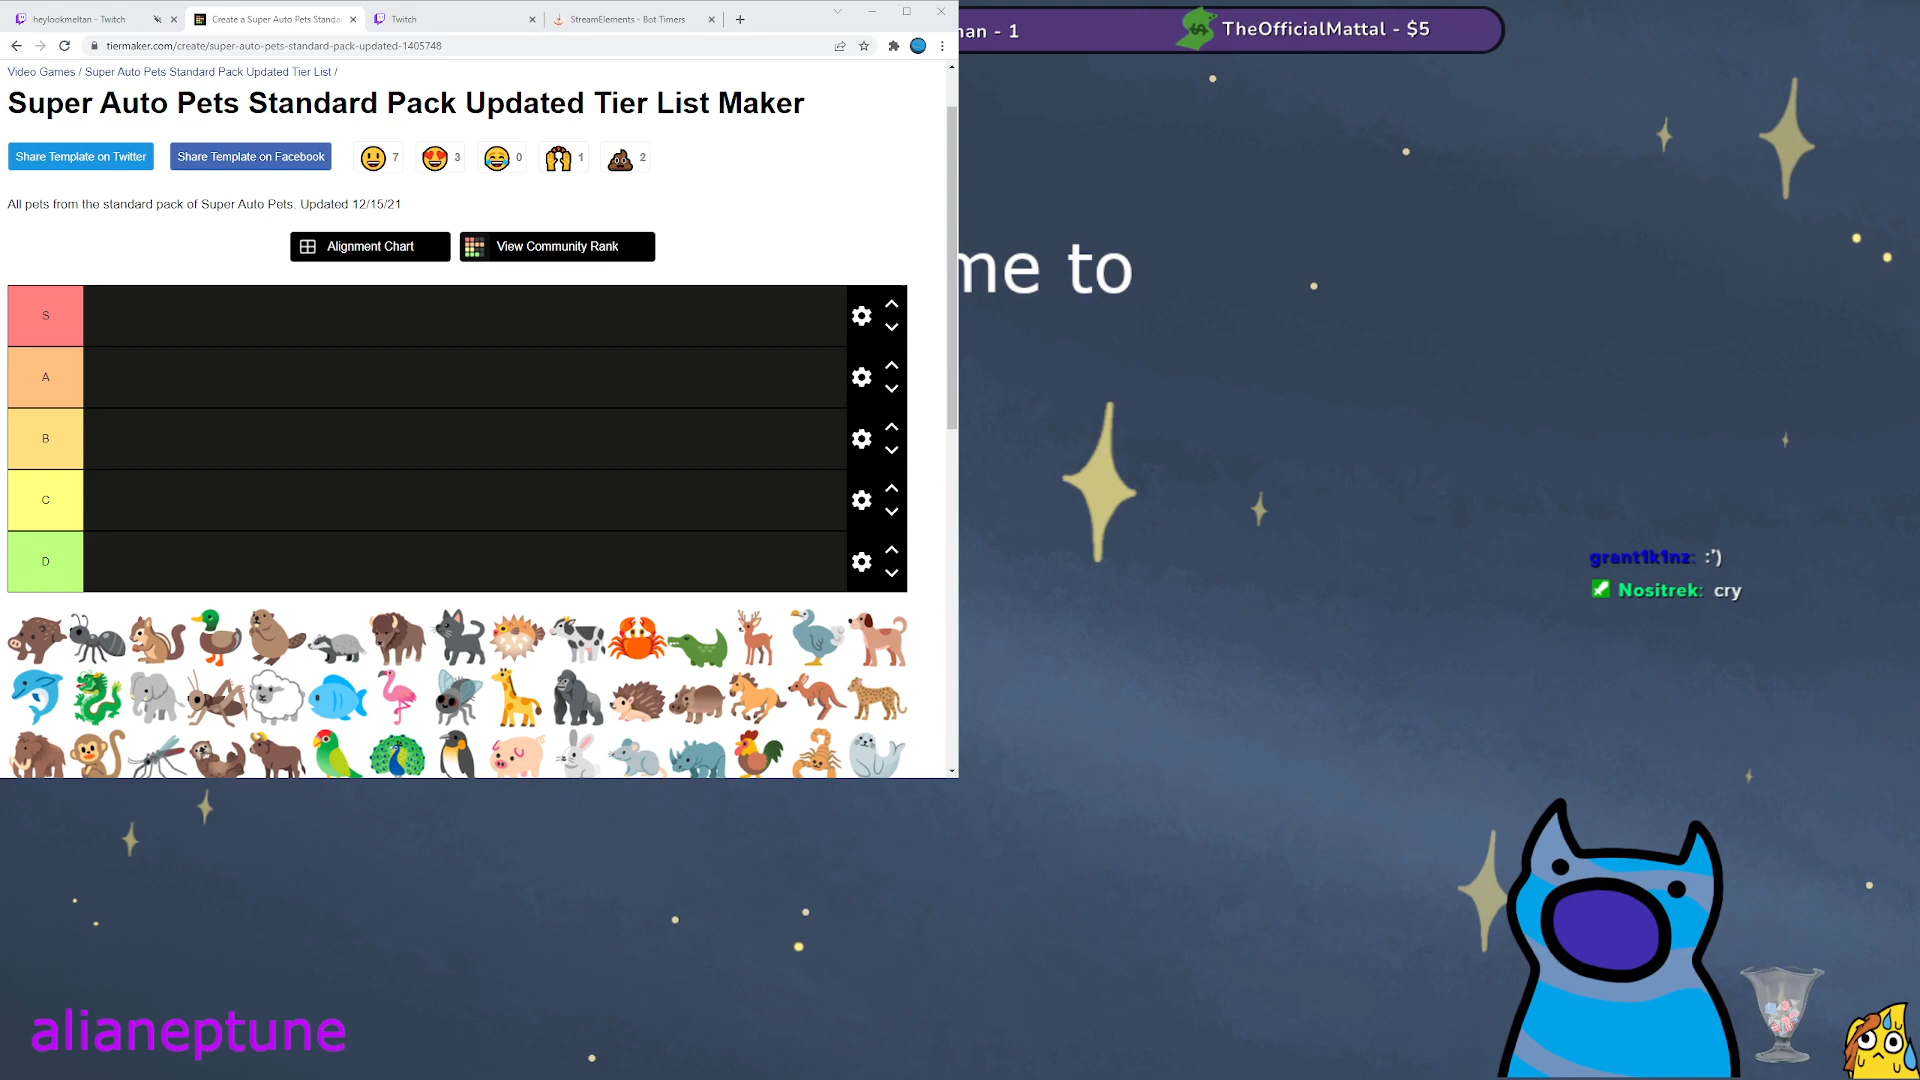 heylookmeltan - Twitch
Create a Super Auto Pets Standa
Twitch
StreamElements - Bot Timers
tiermaker.com/create/super-auto-pets-standard-pack-updated-1405748
Video Games / Super Auto Pets Standard Pack Updated Tier List /
Super Auto Pets Standard Pack Updated Tier List Maker
Share Template on Twitter
Share Template on Facebook
7
3
0
1
2
All pets from the standard pack of Super Auto Pets. Updated 12/15/21
Alignment Chart
View Community Rank
S
A
B
C
D
nan - 1
TheOfficialMattal - $5
me to
grant1k1nz: :')
Nositrek: cry
alianeptune